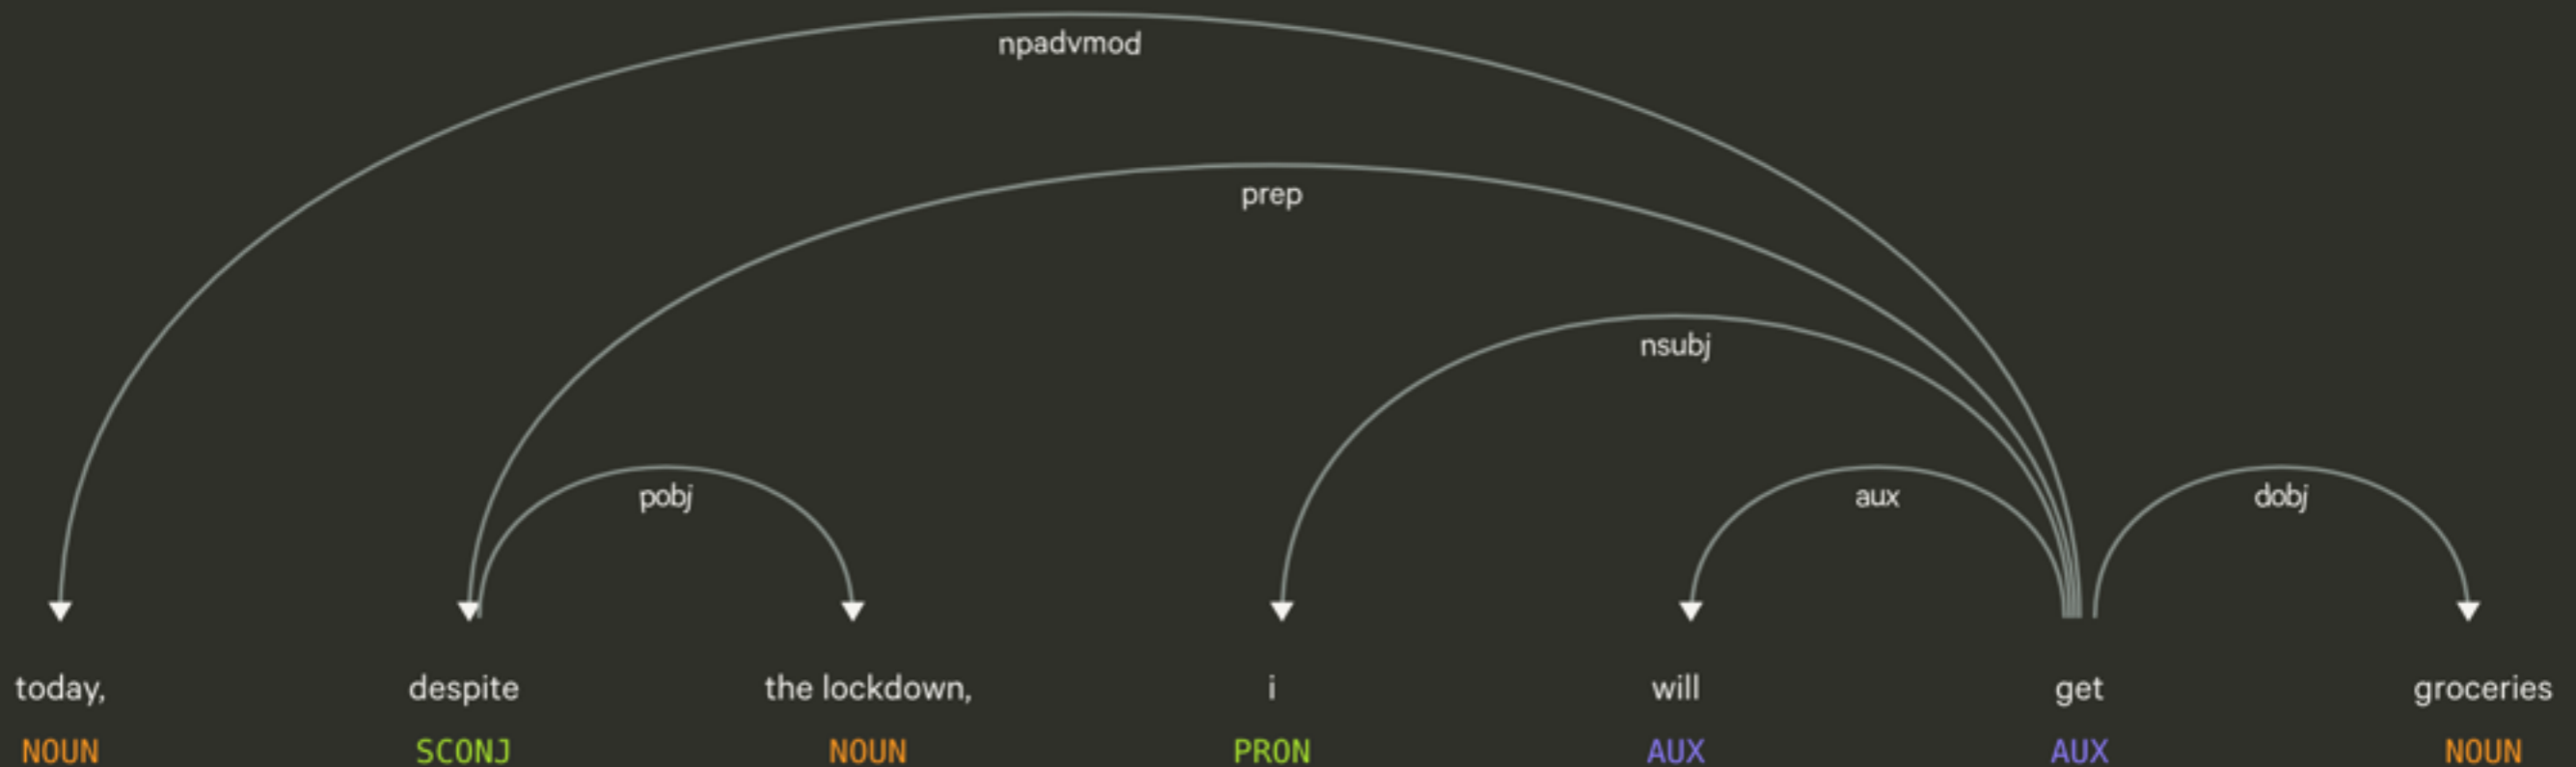 npadvmod
prep
nsubj
pobj aux dobj
today, despite the lockdown, i will get groceries
NOUN SCONJ NOUN PRON AUX AUX NOUN